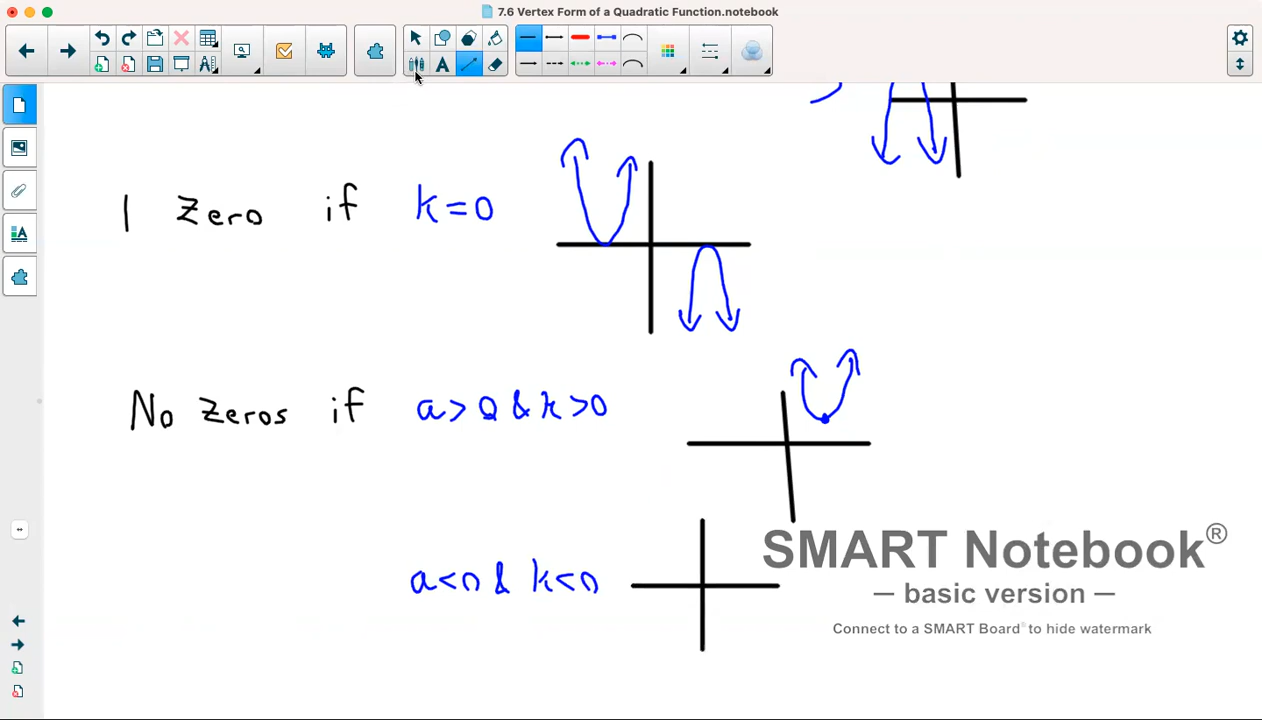 7.6 Vertex Form of a Quadratic Function.notebook
1 Zero if k=0
No Zeros if a>0 & k>0
a<0 & k<0
SMART Notebook®
— basic version —
Connect to a SMART Board® to hide watermark